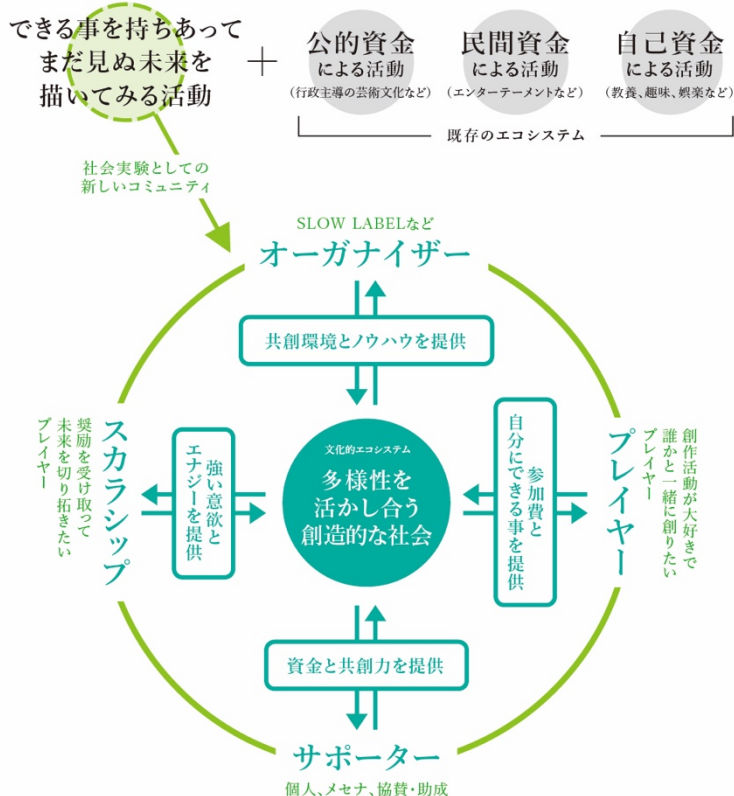 できる事を持ちあって
まだ見ぬ未来を
描いてみる活動
+
公的資金
による活動
(行政主導の芸術文化など)
民間資金
による活動
(エンターテーメントなど)
自己資金
による活動
(教養、趣味、娯楽など)
既存のエコシステム
社会実験としての
新しいコミュニティ
SLOW LABELなど
オーガナイザー
共創環境とノウハウを提供
スカラシップ
奨励を受け取って
未来を切り拓きたい
プレイヤー
強い意欲と
エナジーを提供
文化的エコシステム
多様性を
活かし合う
創造的な社会
参加費と
自分にできる事を提供
プレイヤー
創作活動が大好きで
誰かと一緒に創りたい
プレイヤー
資金と共創力を提供
サポーター
個人、メセナ、協賛・助成